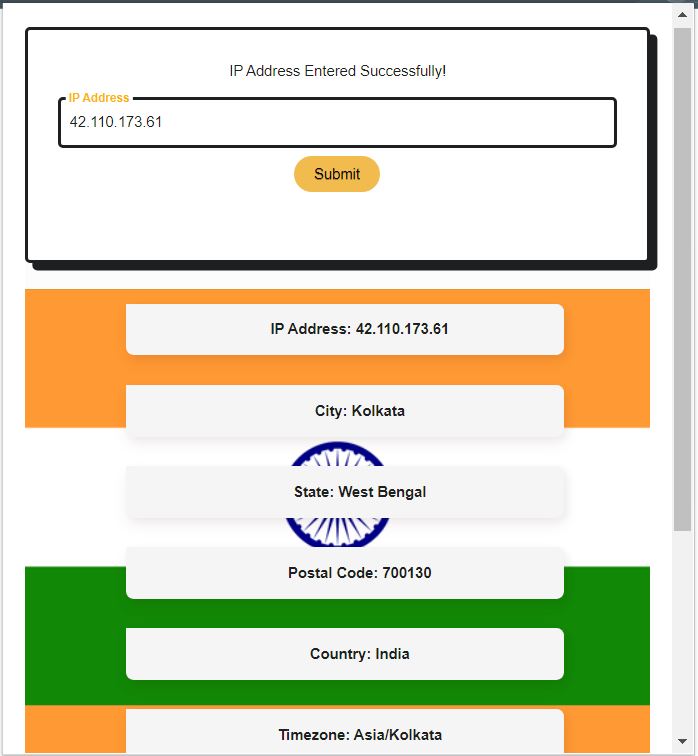 IP Address Entered Successfully!
IP Address
42.110.173.61
Submit
IP Address: 42.110.173.61
City: Kolkata
State: West Bengal
Postal Code: 700130
Country: India
Timezone: Asia/Kolkata